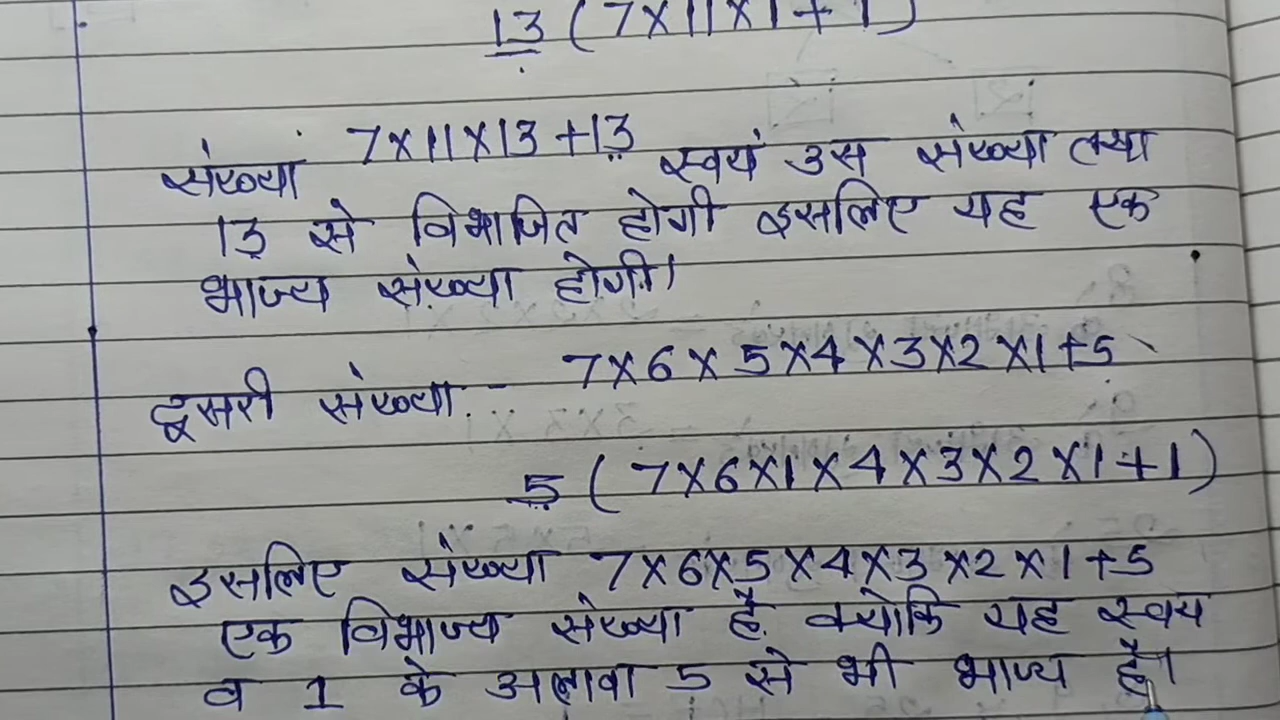 13 (7×11×1+1)
संख्या 7×11×13+13 स्वयं उस संख्या तथा
13 से विभाजित होगी इसलिए यह एक
भाज्य संख्या होगी।
दूसरी संख्या - 7×6×5×4×3×2×1+5
5 (7×6×1×4×3×2×1+1)
इसलिए संख्या 7×6×5×4×3×2×1+5
एक विभाज्य संख्या है क्योकि यह स्वय
व 1 के अलावा 5 से भी भाज्य है।